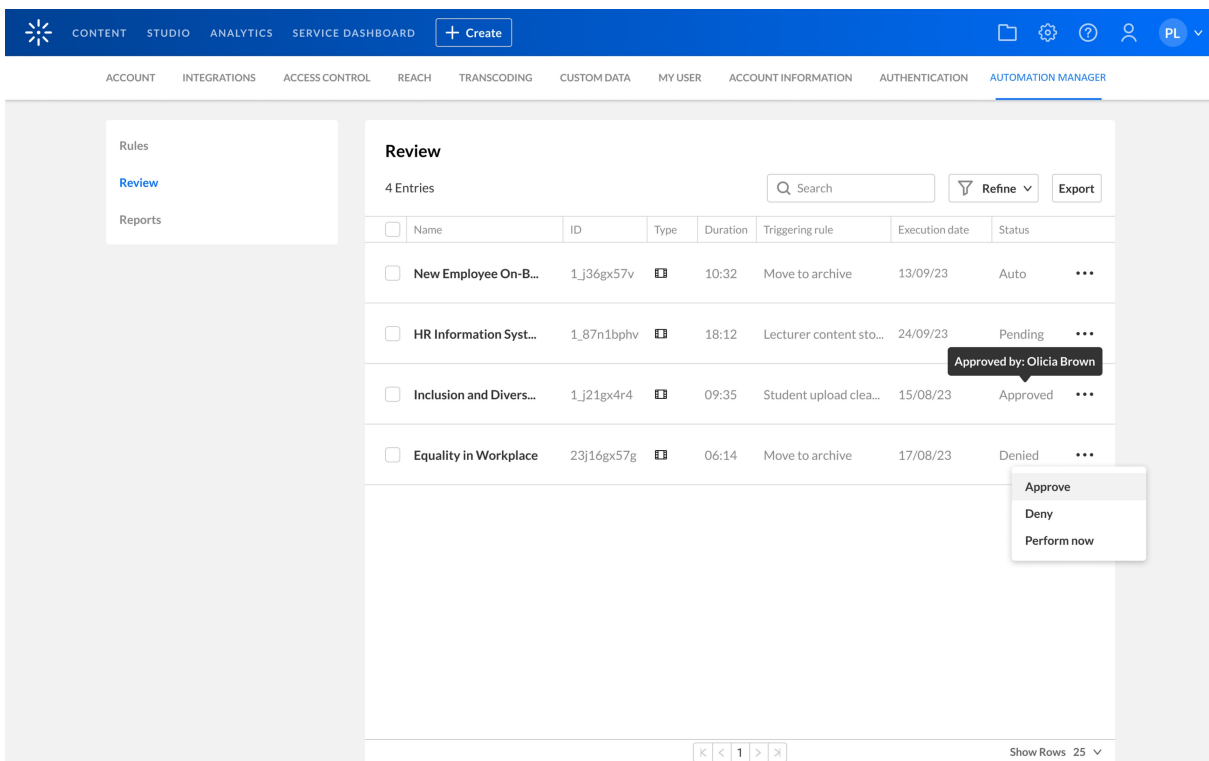 CONTENT STUDIO ANALYTICS SERVICE DASHBOARD + Create PL
ACCOUNT INTEGRATIONS ACCESS CONTROL REACH TRANSCODING CUSTOM DATA MY USER ACCOUNT INFORMATION AUTHENTICATION AUTOMATION MANAGER
Rules
Review
Reports
Review
4 Entries Search Refine Export
Name ID Type Duration Triggering rule Execution date Status
New Employee On-B... 1_j36gx57v 10:32 Move to archive 13/09/23 Auto •••
HR Information Syst... 1_87n1bphv 18:12 Lecturer content sto... 24/09/23 Pending •••
Approved by: Olicia Brown
Inclusion and Divers... 1_j21gx4r4 09:35 Student upload clea... 15/08/23 Approved •••
Equality in Workplace 23j16gx57g 06:14 Move to archive 17/08/23 Denied •••
Approve
Deny
Perform now
1 Show Rows 25